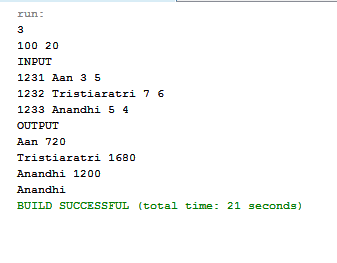 run:
3
100 20
INPUT
1231 Aan 3 5
1232 Tristiaratri 7 6
1233 Anandhi 5 4
OUTPUT
Aan 720
Tristiaratri 1680
Anandhi 1200
Anandhi
BUILD SUCCESSFUL (total time: 21 seconds)